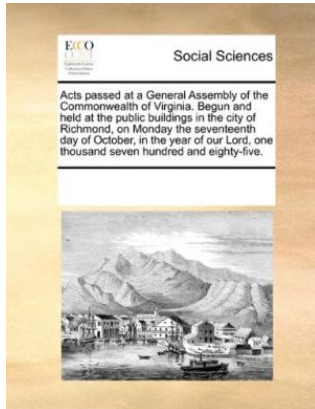 ECCO
Social Sciences
Acts passed at a General Assembly of the
Commonwealth of Virginia. Begun and
held at the public buildings in the city of
Richmond, on Monday the seventeenth
day of October, in the year of our Lord, one
thousand seven hundred and eighty-five.